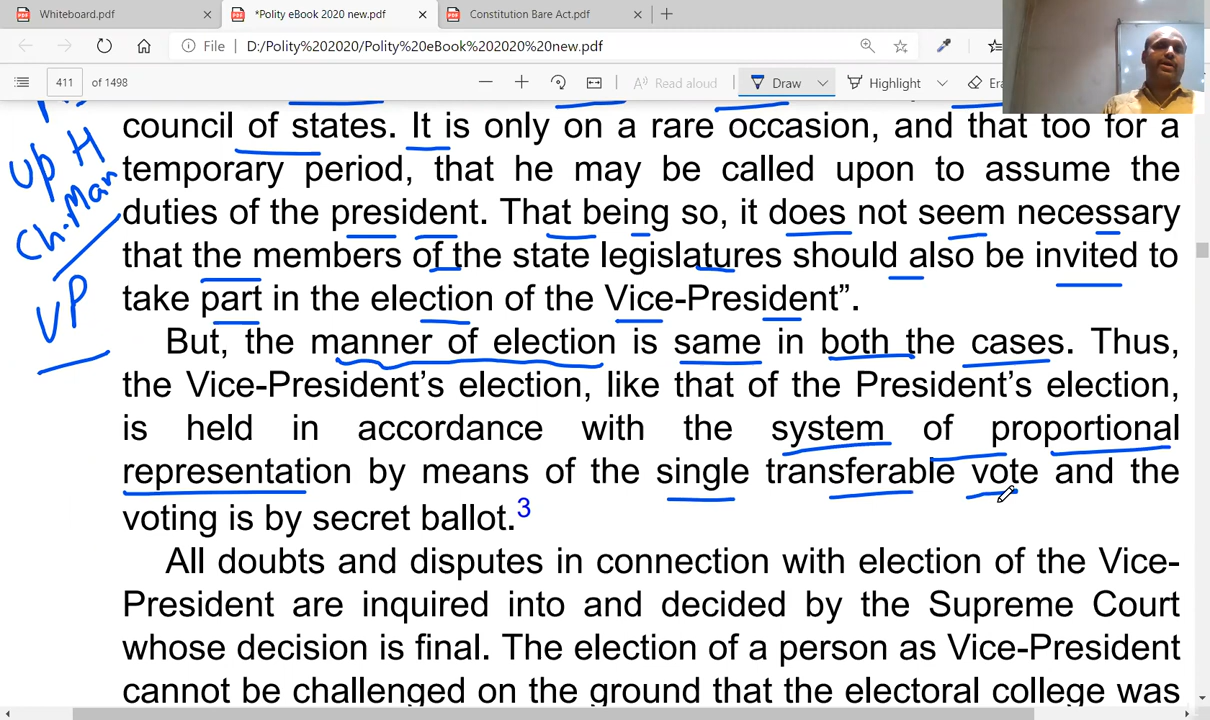 Whiteboard.pdf
*Polity eBook 2020 new.pdf
Constitution Bare Act.pdf
File D:/Polity%202020/Polity%20eBook%202020%20new.pdf
411 of 1498
Read aloud
Draw
Highlight
council of states. It is only on a rare occasion, and that too for a
temporary period, that he may be called upon to assume the
duties of the president. That being so, it does not seem necessary
that the members of the state legislatures should also be invited to
take part in the election of the Vice-President”.
But, the manner of election is same in both the cases. Thus,
the Vice-President’s election, like that of the President’s election,
is held in accordance with the system of proportional
representation by means of the single transferable vote and the
voting is by secret ballot.3
All doubts and disputes in connection with election of the Vice-
President are inquired into and decided by the Supreme Court
whose decision is final. The election of a person as Vice-President
cannot be challenged on the ground that the electoral college was
Up H
Ch.Man
VP